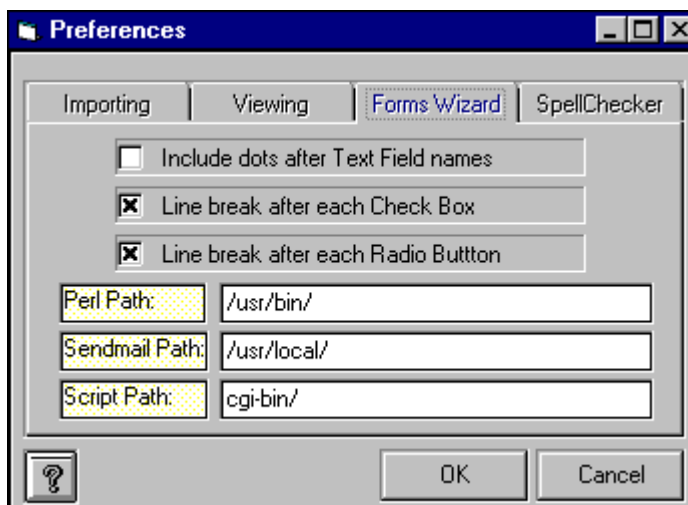 Preferences
Importing Viewing Forms Wizard SpellChecker
Include dots after Text Field names
Line break after each Check Box
Line break after each Radio Buttton
Perl Path: /usr/bin/
Sendmail Path: /usr/local/
Script Path: cgi-bin/
? OK Cancel